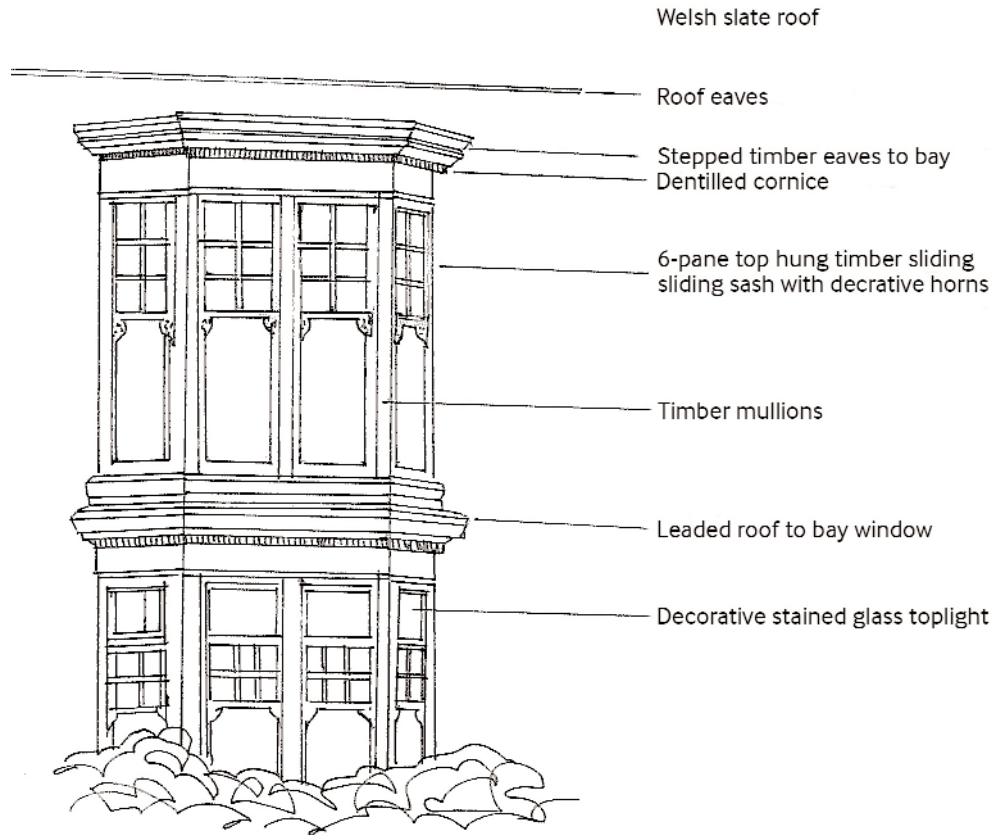 Welsh slate roof
Roof eaves
Stepped timber eaves to bay
Dentilled cornice
6-pane top hung timber sliding
sliding sash with decrative horns
Timber mullions
Leaded roof to bay window
Decorative stained glass toplight